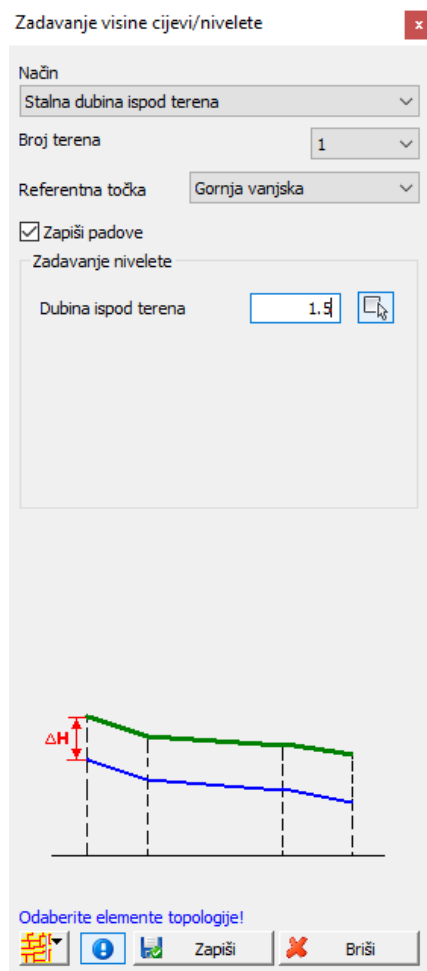 Zadavanje visine cijevi/nivelete
x
Način
Stalna dubina ispod terena
Broj terena
1
Referentna točka
Gornja vanjska
Zapiši padove
Zadavanje nivelete
Dubina ispod terena
1.5
△H
Odaberite elemente topologije!
Zapiši
Briši